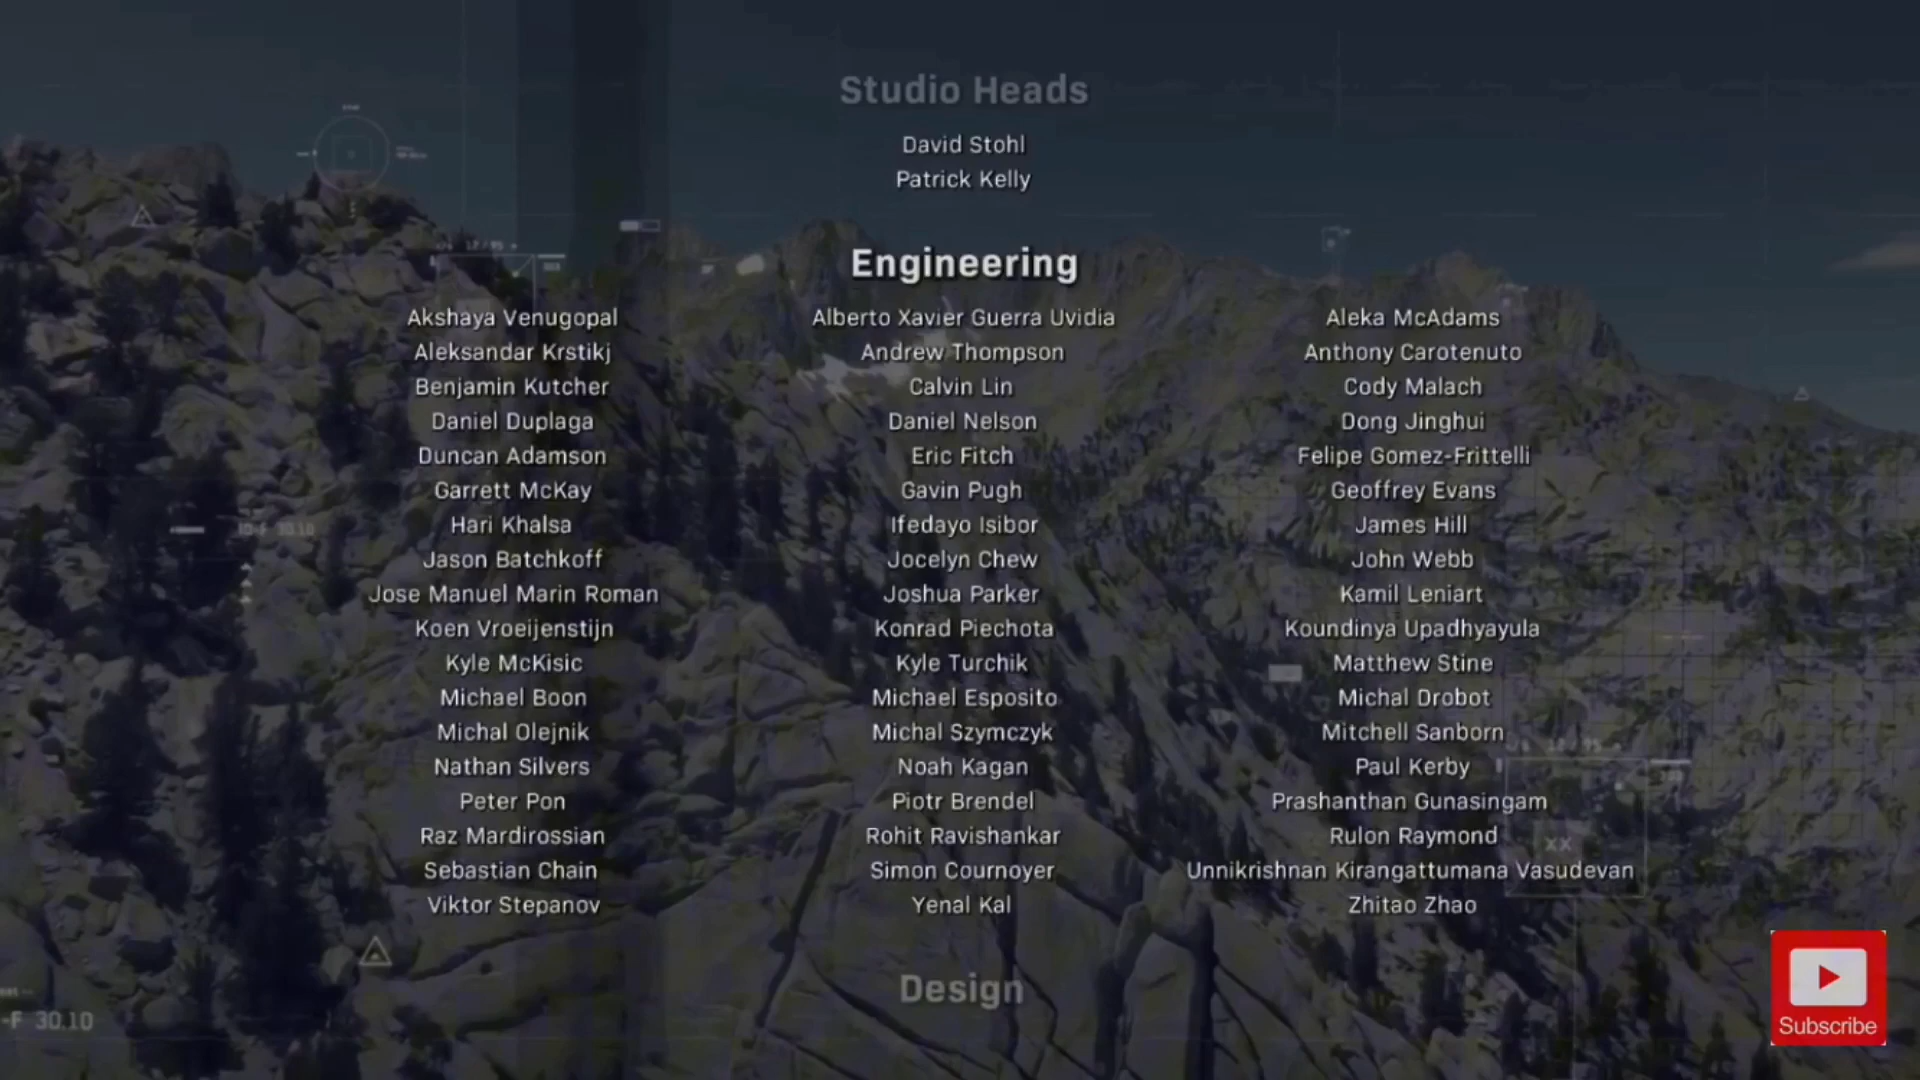 Studio Heads
David Stohl
Patrick Kelly
Engineering
Akshaya Venugopal Alberto Xavier Guerra Uvidia Aleka McAdams
Aleksandar Krstikj Andrew Thompson Anthony Carotenuto
Benjamin Kutcher Calvin Lin Cody Malach
Daniel Duplaga Daniel Nelson Dong Jinghui
Duncan Adamson Eric Fitch Felipe Gomez-Frittelli
Garrett McKay Gavin Pugh Geoffrey Evans
Hari Khalsa Ifedayo Isibor James Hill
Jason Batchkoff Jocelyn Chew John Webb
Jose Manuel Marin Roman Joshua Parker Kamil Leniart
Koen Vroeijenstijn Konrad Piechota Koundinya Upadhyayula
Kyle McKisic Kyle Turchik Matthew Stine
Michael Boon Michael Esposito Michal Drobot
Michal Olejnik Michal Szymczyk Mitchell Sanborn
Nathan Silvers Noah Kagan Paul Kerby
Peter Pon Piotr Brendel Prashanthan Gunasingam
Raz Mardirossian Rohit Ravishankar Rulon Raymond
Sebastian Chain Simon Cournoyer Unnikrishnan Kirangattumana Vasudevan
Viktor Stepanov Yenal Kal Zhitao Zhao
Design
-F 30.10
XX
Subscribe